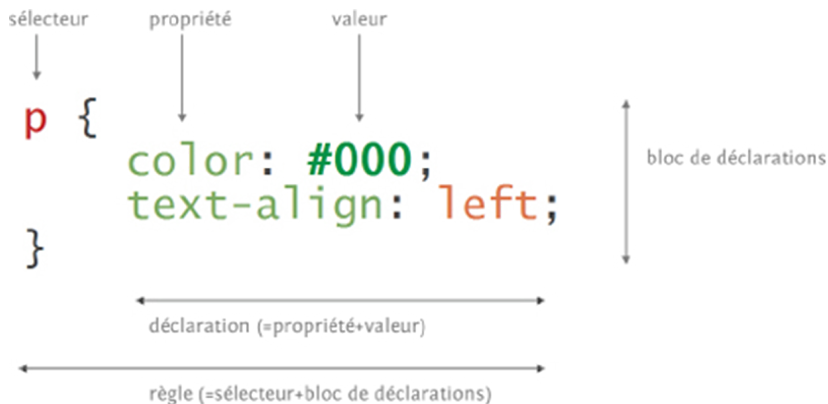 sélecteur propriété valeur
p {
color: #000;
bloc de déclarations
text-align: left;
}
déclaration (=propriété+valeur)
règle (=sélecteur+bloc de déclarations)